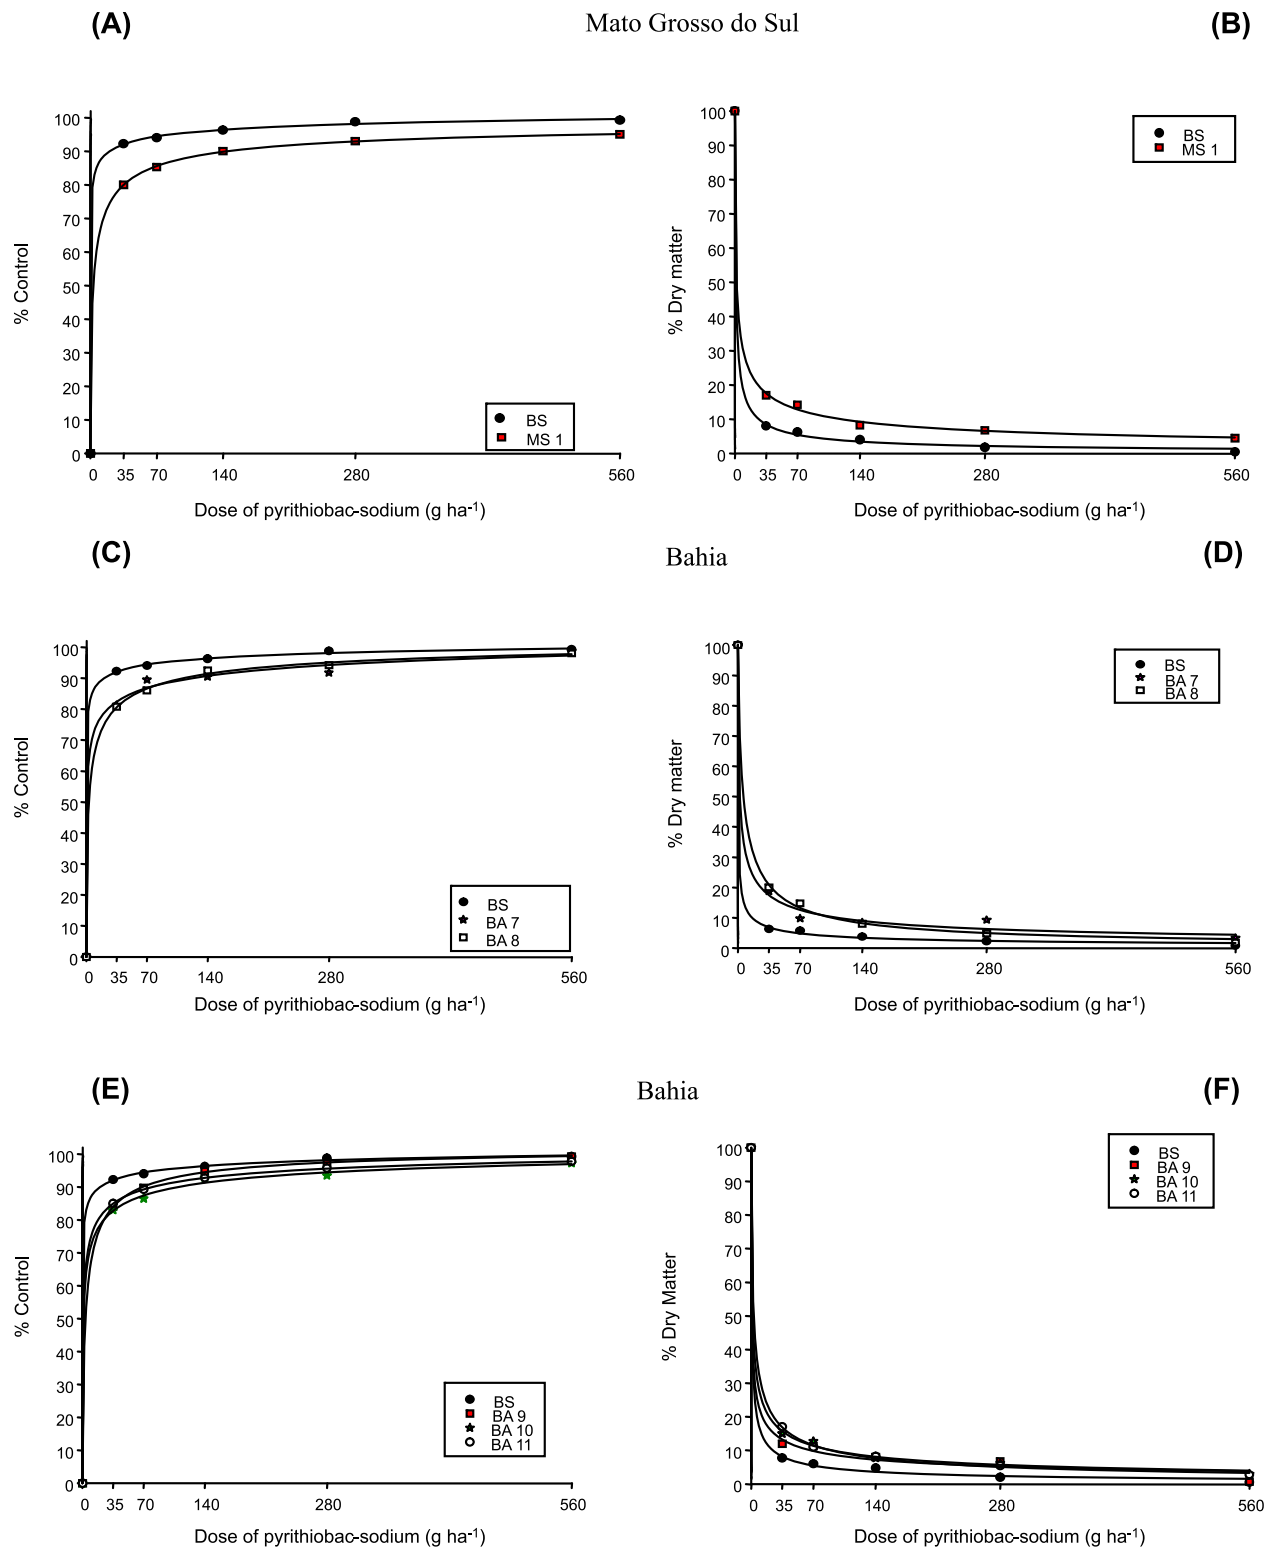 (A) Mato Grosso do Sul (B)
100
90
80
70
60
50
40
30
20
10
0
% Control
BS
MS 1
0 35 70 140 280 560
Dose of pyrithiobac-sodium (g ha-1)
100
90
80
70
60
50
40
30
20
10
0
% Dry matter
BS
MS 1
0 35 70 140 280 560
Dose of pyrithiobac-sodium (g ha-1)
(C) Bahia (D)
100
90
80
70
60
50
40
30
20
10
0
% Control
BS
BA 7
BA 8
0 35 70 140 280 560
Dose of pyrithiobac-sodium (g ha-1)
100
90
80
70
60
50
40
30
20
10
0
% Dry matter
BS
BA 7
BA 8
0 35 70 140 280 560
Dose of pyrithiobac-sodium (g ha-1)
(E) Bahia (F)
100
90
80
70
60
50
40
30
20
10
0
% Control
BS
BA 9
BA 10
BA 11
0 35 70 140 280 560
Dose of pyrithiobac-sodium (g ha-1)
100
90
80
70
60
50
40
30
20
10
0
% Dry Matter
BS
BA 9
BA 10
BA 11
0 35 70 140 280 560
Dose of pyrithiobac-sodium (g ha-1)